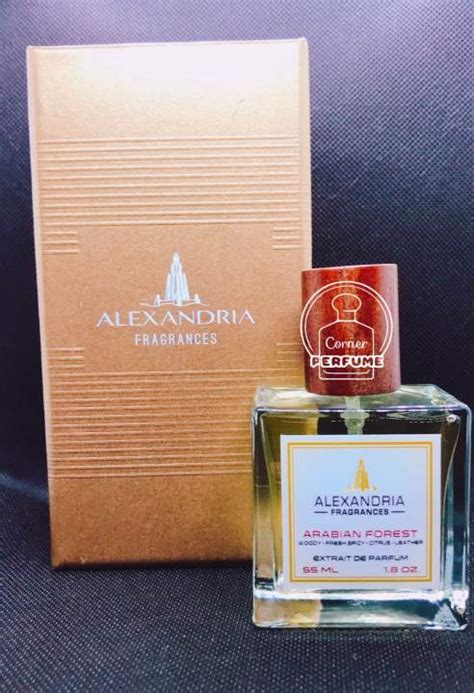 ALEXANDRIA
FRAGRANCES
Corner
PERFUME
ALEXANDRIA
FRAGRANCES
ARABIAN FOREST
WOODY - FRESH SPICY - CITRUS - LEATHER
EXTRAIT DE PARFUM
55 ML 1.8 OZ.